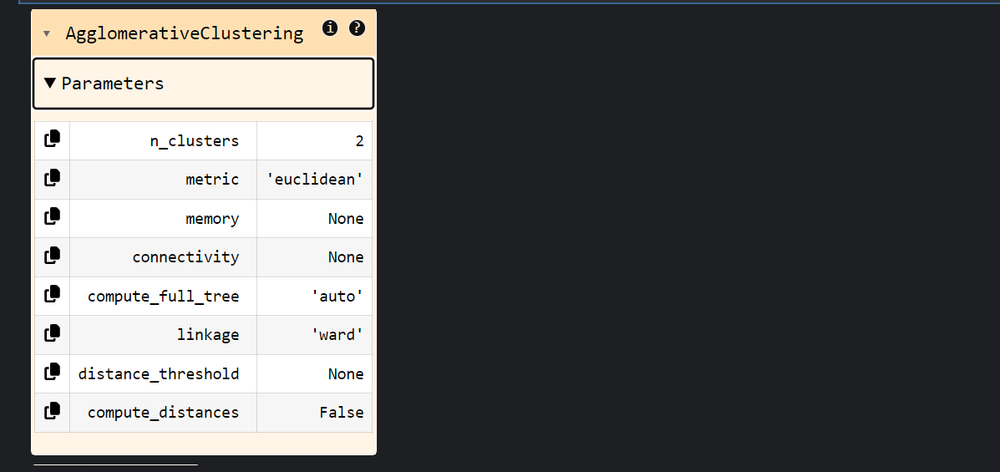 AgglomerativeClustering i ?
Parameters
n_clusters 2
metric 'euclidean'
memory None
connectivity None
compute_full_tree 'auto'
linkage 'ward'
distance_threshold None
compute_distances False